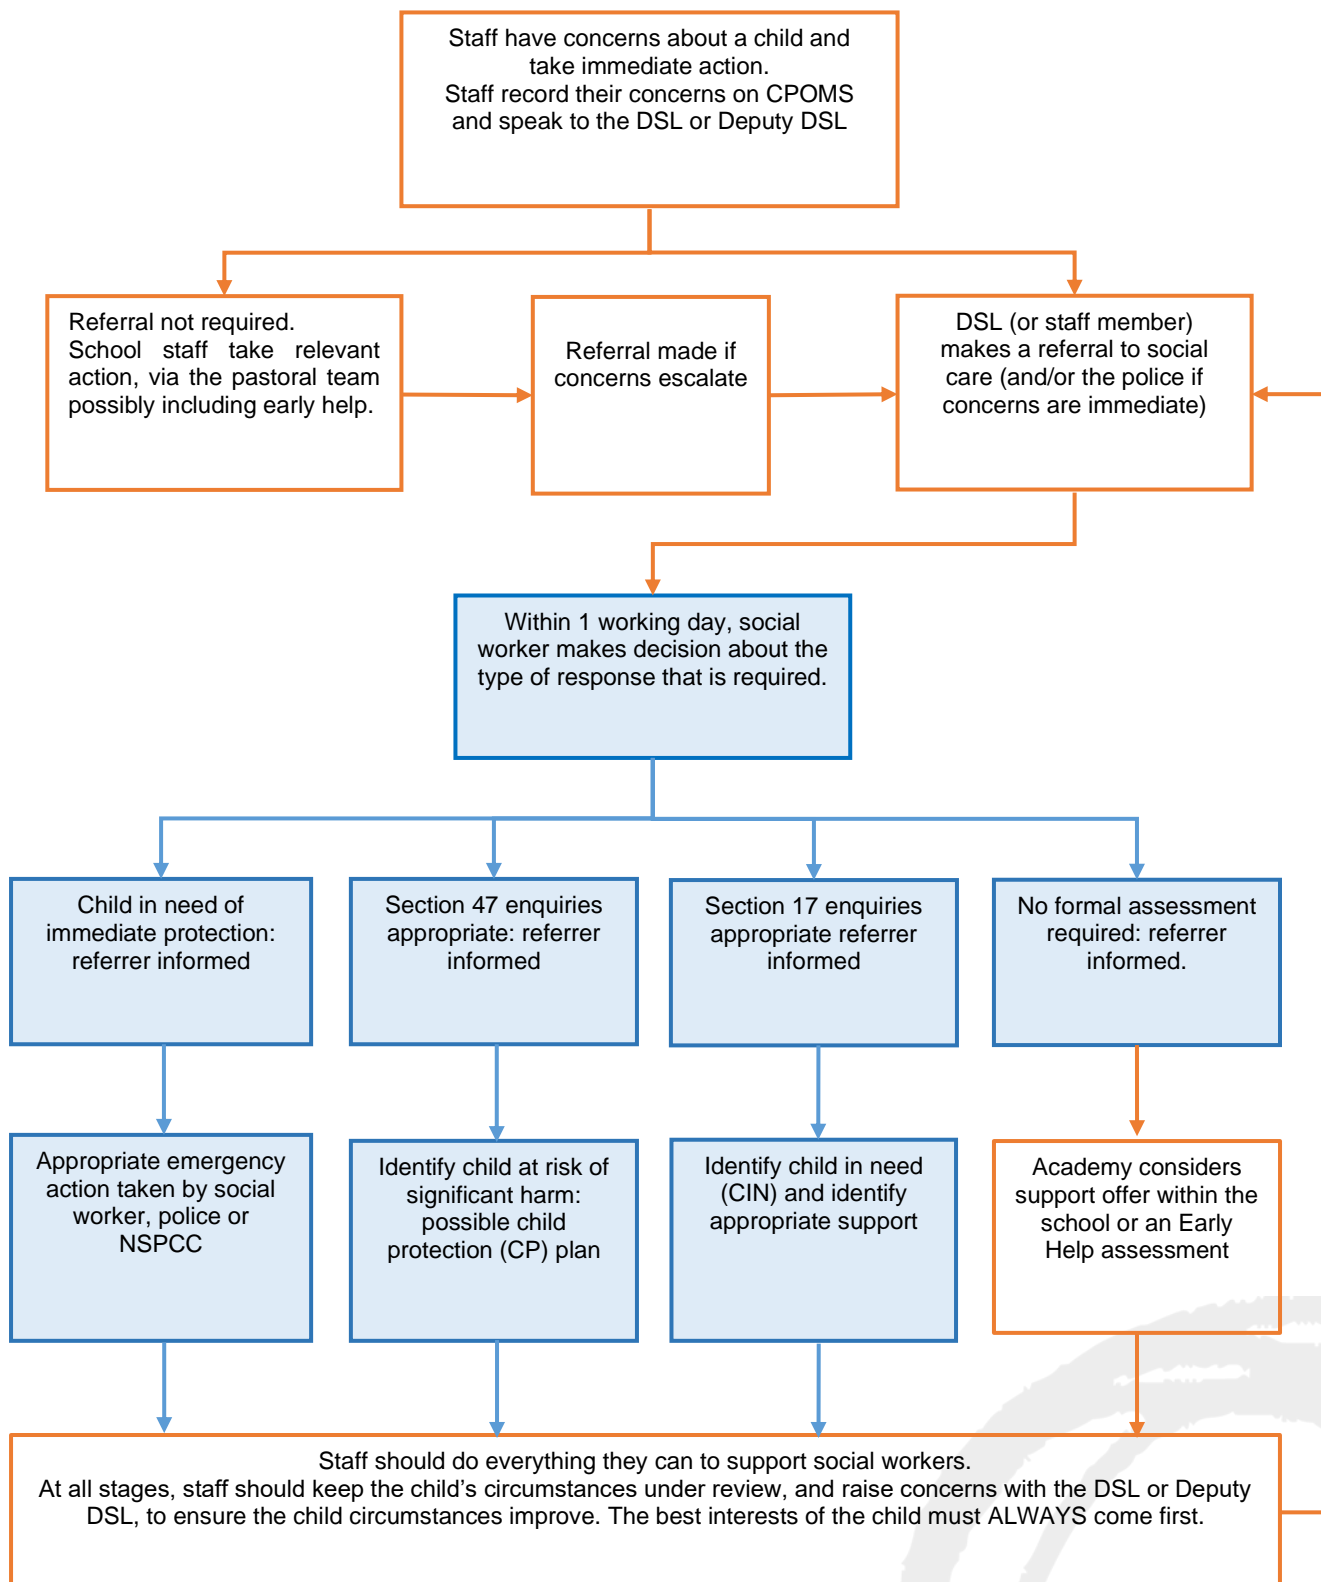 Staff have concerns about a child and
take immediate action.
Staff record their concerns on CPOMS
and speak to the DSL or Deputy DSL
Referral not required.
School staff take relevant
action, via the pastoral team
possibly including early help.
Referral made if
concerns escalate
DSL (or staff member)
makes a referral to social
care (and/or the police if
concerns are immediate)
Within 1 working day, social
worker makes decision about the
type of response that is required.
Child in need of
immediate protection:
referrer informed
Section 47 enquiries
appropriate: referrer
informed
Section 17 enquiries
appropriate referrer
informed
No formal assessment
required: referrer
informed.
Appropriate emergency
action taken by social
worker, police or
NSPCC
Identify child at risk of
significant harm:
possible child
protection (CP) plan
Identify child in need
(CIN) and identify
appropriate support
Academy considers
support offer within the
school or an Early
Help assessment
Staff should do everything they can to support social workers.
At all stages, staff should keep the child’s circumstances under review, and raise concerns with the DSL or Deputy
DSL, to ensure the child circumstances improve. The best interests of the child must ALWAYS come first.